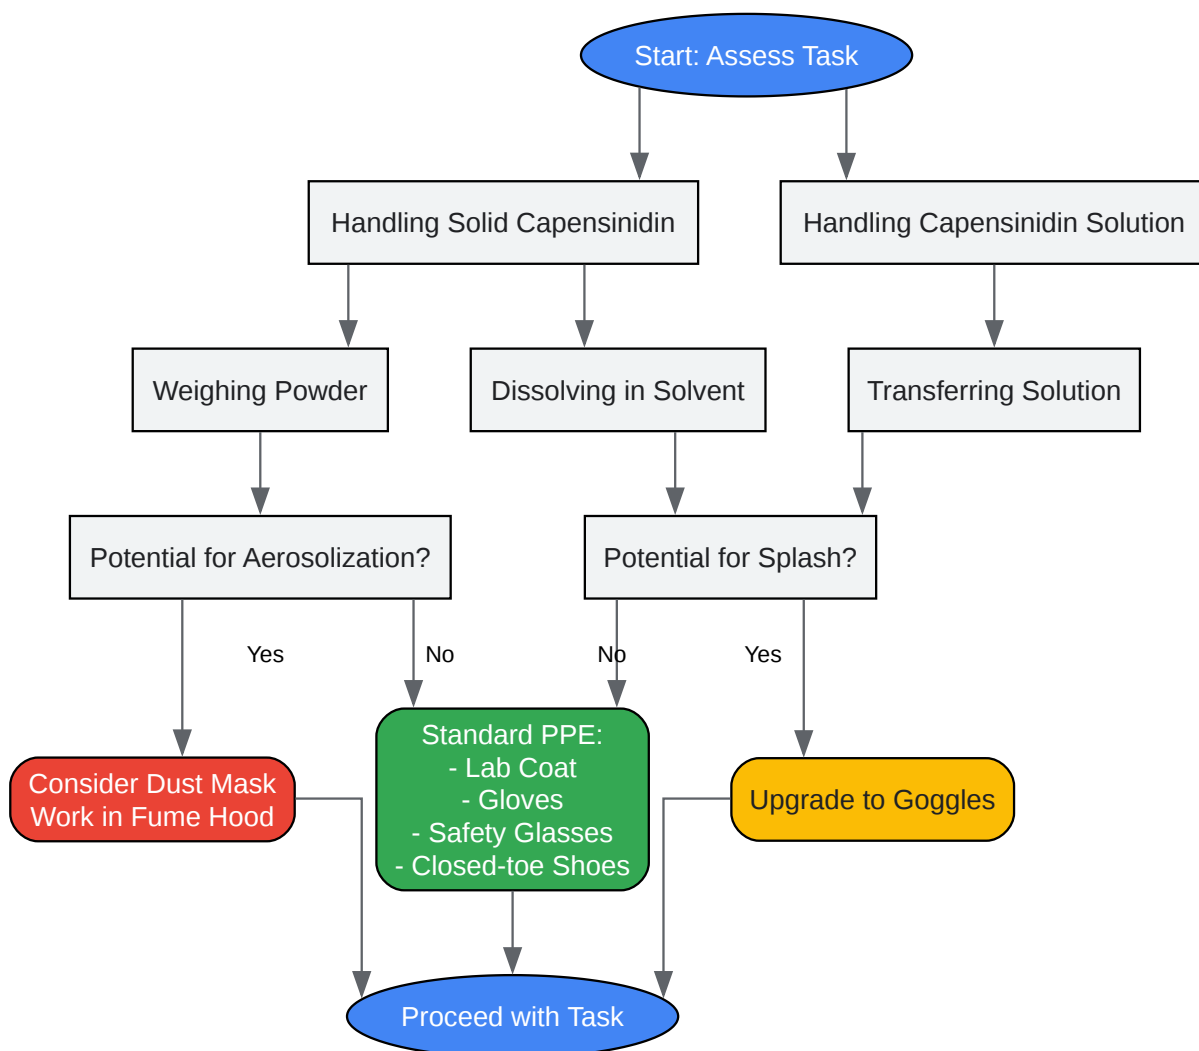 Start: Assess Task
Handling Solid Capensinidin
Handling Capensinidin Solution
Weighing Powder
Dissolving in Solvent
Transferring Solution
Potential for Aerosolization?
Potential for Splash?
Yes
No
No
Yes
Standard PPE:
- Lab Coat
- Gloves
- Safety Glasses
- Closed-toe Shoes
Consider Dust Mask
Work in Fume Hood
Upgrade to Goggles
Proceed with Task